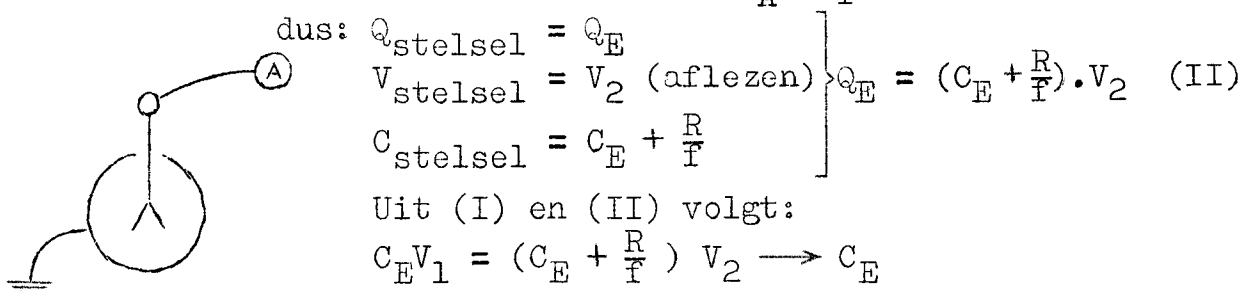 dus: Q_stelsel = Q_E
A
V_stelsel = V_2 (aflezen) } Q_E = (C_E + R/f).V_2 (II)
C_stelsel = C_E + R/f
Uit (I) en (II) volgt:
C_E V_1 = (C_E + R/f ) V_2 → C_E